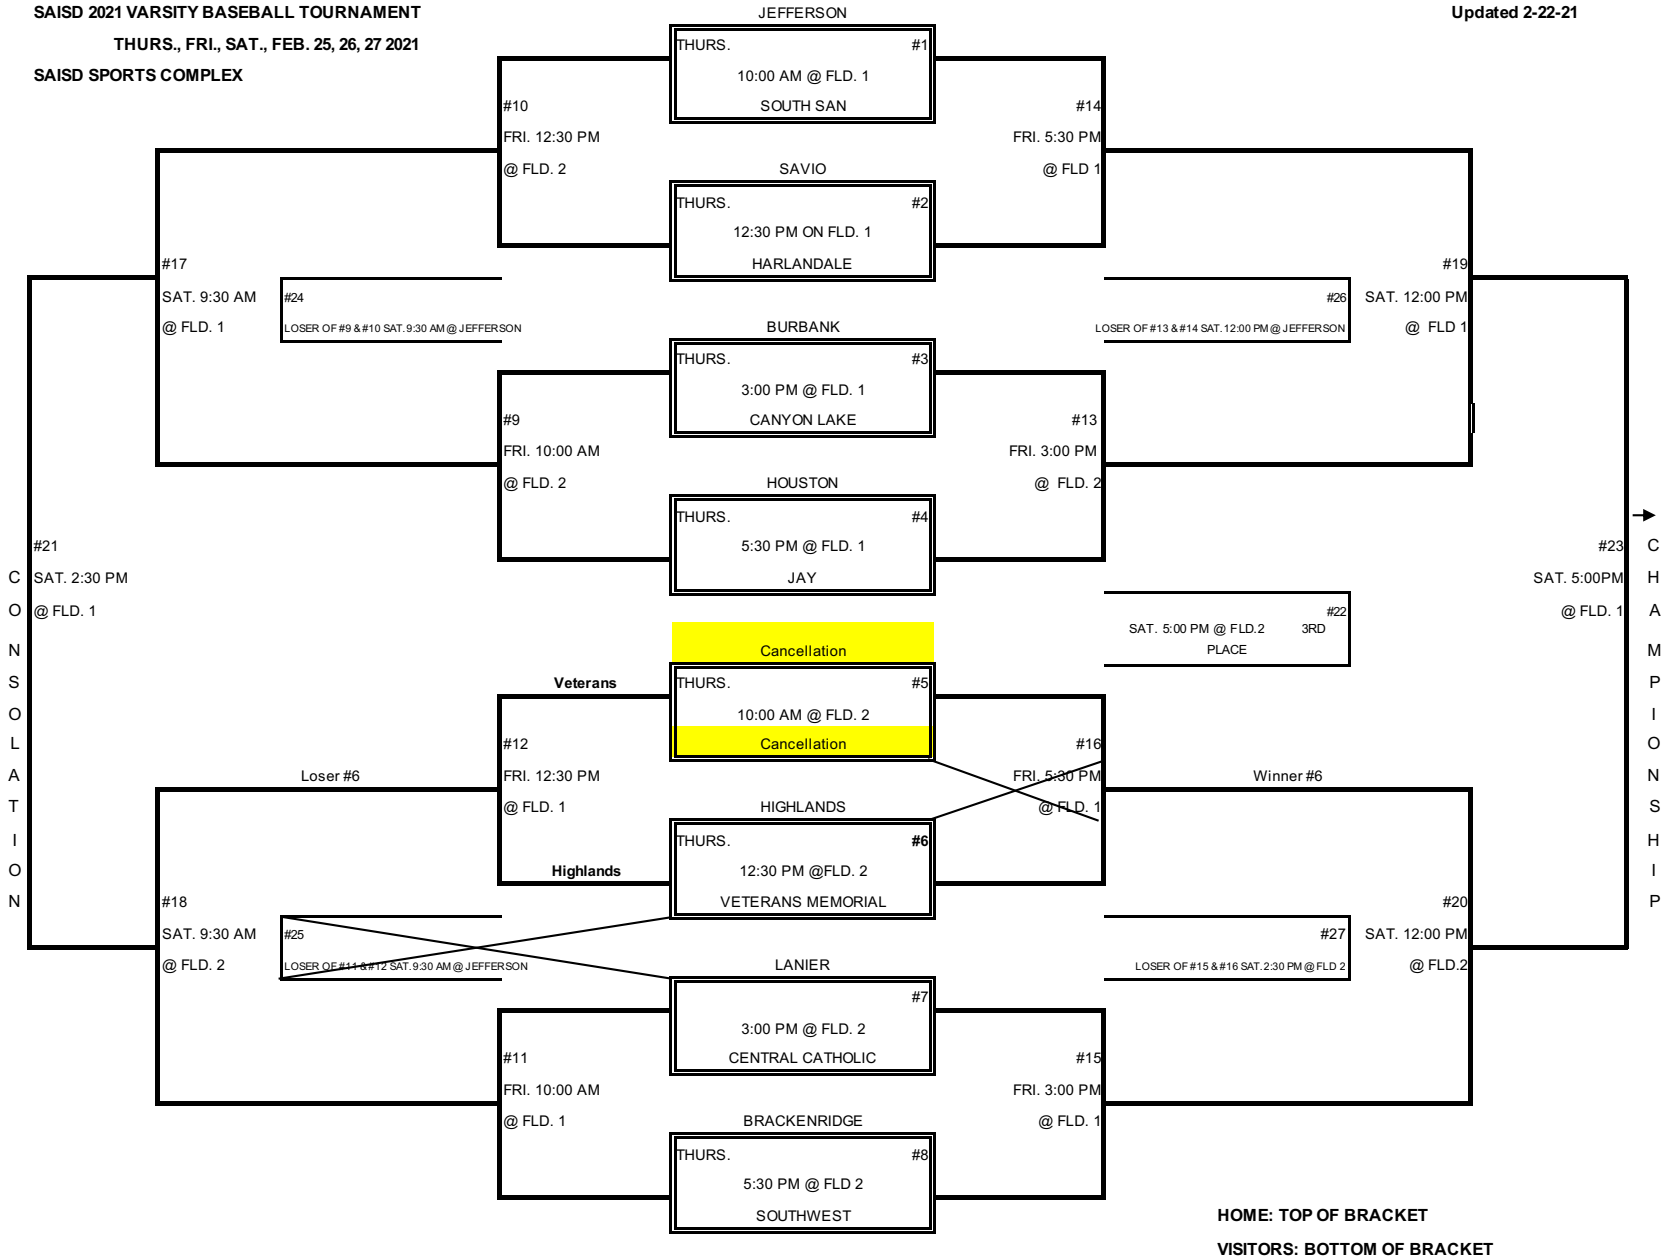 SAISD 2021 VARSITY BASEBALL TOURNAMENT
THURS., FRI., SAT., FEB. 25, 26, 27 2021
SAISD SPORTS COMPLEX
Updated 2-22-21
JEFFERSON
THURS. #1
10:00 AM @ FLD. 1
SOUTH SAN
#10
FRI. 12:30 PM
@ FLD. 2
#14
FRI. 5:30 PM
@ FLD 1
SAVIO
THURS. #2
12:30 PM ON FLD. 1
HARLANDALE
#17
SAT. 9:30 AM
@ FLD. 1
#24
LOSER OF #9 & #10 SAT. 9:30 AM @ JEFFERSON
#26
LOSER OF #13 & #14 SAT. 12:00 PM @ JEFFERSON
#19
SAT. 12:00 PM
@ FLD 1
BURBANK
THURS. #3
3:00 PM @ FLD. 1
CANYON LAKE
#9
FRI. 10:00 AM
@ FLD. 2
#13
FRI. 3:00 PM
@ FLD. 2
HOUSTON
THURS. #4
5:30 PM @ FLD. 1
JAY
#21
SAT. 2:30 PM
@ FLD. 1
CONSOLATION
#23
SAT. 5:00PM
@ FLD. 1
CHAMPIONSHIP
#22
SAT. 5:00 PM @ FLD.2 3RD
PLACE
Cancellation
Veterans
THURS. #5
10:00 AM @ FLD. 2
Cancellation
#12
FRI. 12:30 PM
@ FLD. 1
#16
FRI. 5:30 PM
@ FLD. 1
Loser #6
Winner #6
HIGHLANDS
THURS. #6
12:30 PM @FLD. 2
VETERANS MEMORIAL
Highlands
#18
SAT. 9:30 AM
@ FLD. 2
#25
LOSER OF #11 & #12 SAT. 9:30 AM @ JEFFERSON
#27
LOSER OF #15 & #16 SAT. 2:30 PM @ FLD 2
#20
SAT. 12:00 PM
@ FLD.2
LANIER
#7
3:00 PM @ FLD. 2
CENTRAL CATHOLIC
#11
FRI. 10:00 AM
@ FLD. 1
#15
FRI. 3:00 PM
@ FLD. 1
BRACKENRIDGE
THURS. #8
5:30 PM @ FLD 2
SOUTHWEST
HOME: TOP OF BRACKET
VISITORS: BOTTOM OF BRACKET